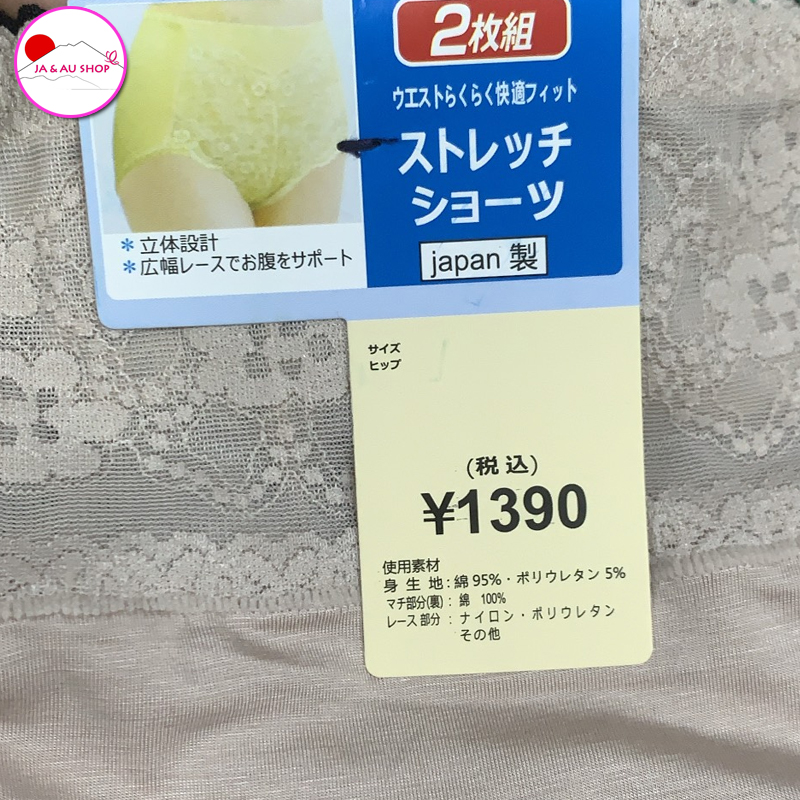 JA & AU SHOP
2枚組
ウエストらくらく快適フィット
ストレッチ
ショーツ
japan 製
＊立体設計
＊広幅レースでお腹をサポート
サイズ
ヒップ
(税込)
¥1390
使用素材
身生地：綿 95%・ポリウレタン 5%
マチ部分(裏)：綿 100%
レース部分：ナイロン・ポリウレタン
その他